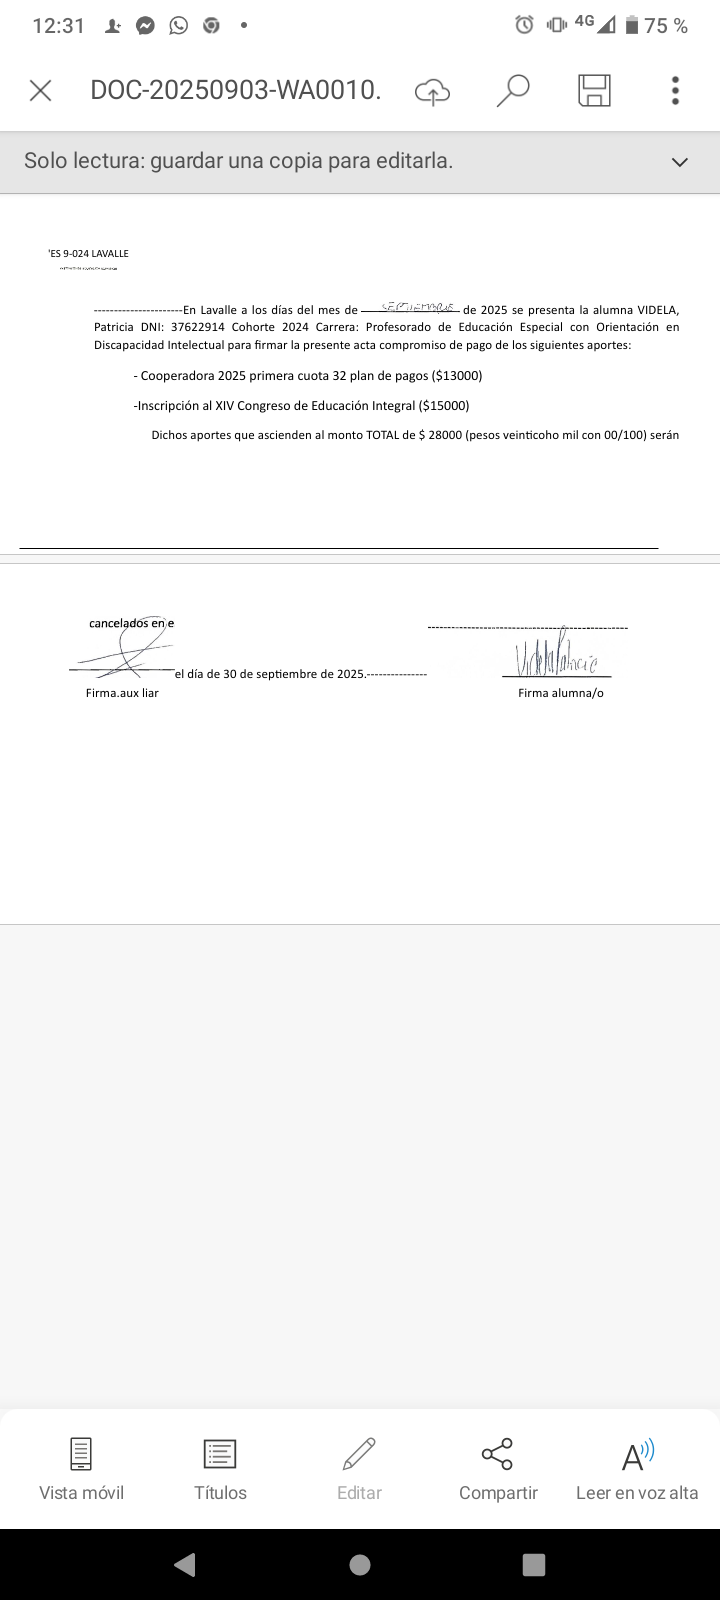 12:31
4G
75 %
DOC-20250903-WA0010.
Solo lectura: guardar una copia para editarla.
'ES 9-024 LAVALLE
----------------------En Lavalle a los días del mes de SEPTIEMBRE de 2025 se presenta la alumna VIDELA,
Patricia DNI: 37622914 Cohorte 2024 Carrera: Profesorado de Educación Especial con Orientación en
Discapacidad Intelectual para firmar la presente acta compromiso de pago de los siguientes aportes:
- Cooperadora 2025 primera cuota 32 plan de pagos ($13000)
-Inscripción al XIV Congreso de Educación Integral ($15000)
Dichos aportes que ascienden al monto TOTAL de $ 28000 (pesos veinticoho mil con 00/100) serán
cancelados en e
el día de 30 de septiembre de 2025.---------------
Videla Patricia
Firma.aux liar
Firma alumna/o
Vista móvil
Títulos
Editar
Compartir
Leer en voz alta